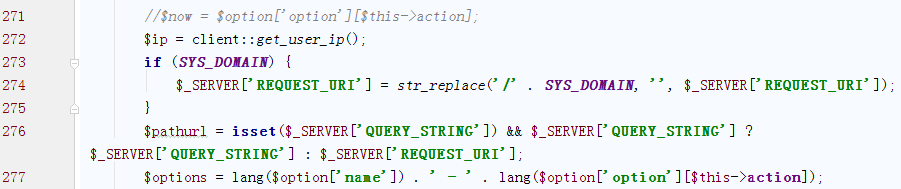 271 //$now = $option['option'][$this->action];
272 $ip = client::get_user_ip();
273 if (SYS_DOMAIN) {
274 $_SERVER['REQUEST_URI'] = str_replace('/' . SYS_DOMAIN, '', $_SERVER['REQUEST_URI']);
275 }
276 $pathurl = isset($_SERVER['QUERY_STRING']) && $_SERVER['QUERY_STRING'] ?
$_SERVER['QUERY_STRING'] : $_SERVER['REQUEST_URI'];
277 $options = lang($option['name']) . ' - ' . lang($option['option'][$this->action]);